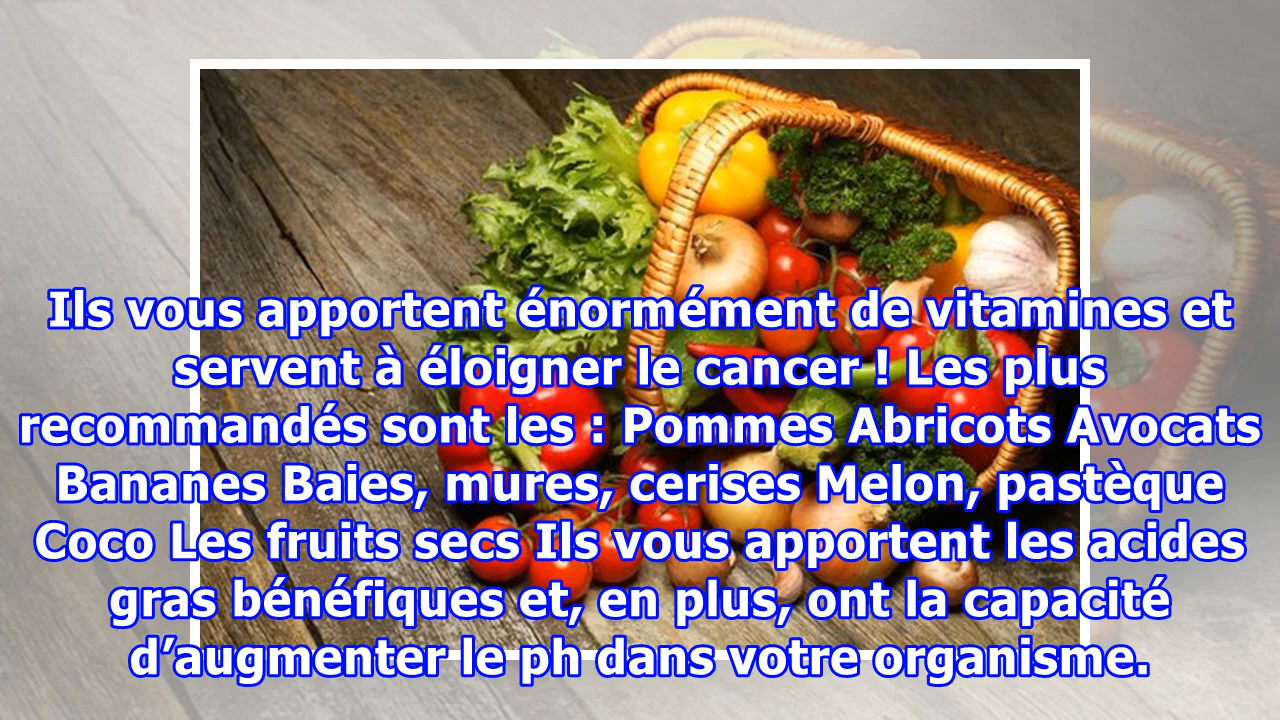 Ils vous apportent énormément de vitamines et
servent à éloigner le cancer ! Les plus
recommandés sont les : Pommes Abricots Avocats
Bananes Baies, mures, cerises Melon, pastèque
Coco Les fruits secs Ils vous apportent les acides
gras bénéfiques et, en plus, ont la capacité
d’augmenter le ph dans votre organisme.